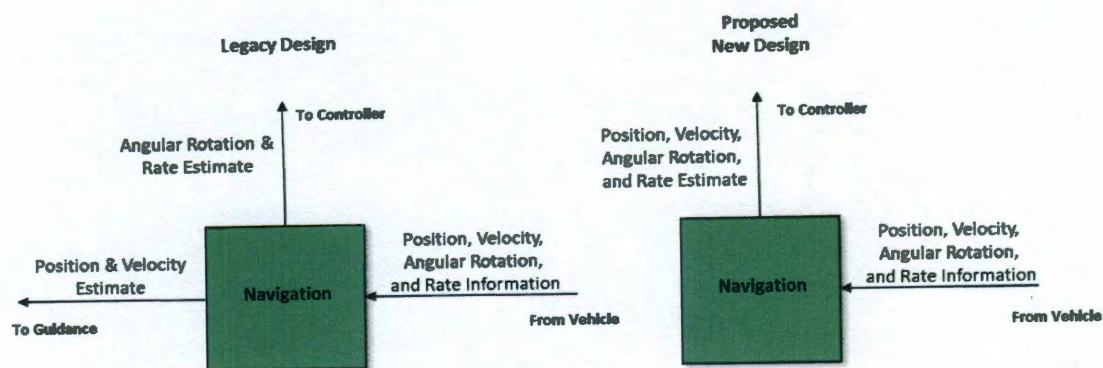 Legacy Design
To Controller
Angular Rotation &
Rate Estimate
Position & Velocity
Estimate
To Guidance
Navigation
Position, Velocity,
Angular Rotation,
and Rate Information
From Vehicle
Proposed
New Design
To Controller
Position, Velocity,
Angular Rotation,
and Rate Estimate
Navigation
Position, Velocity,
Angular Rotation,
and Rate Information
From Vehicle